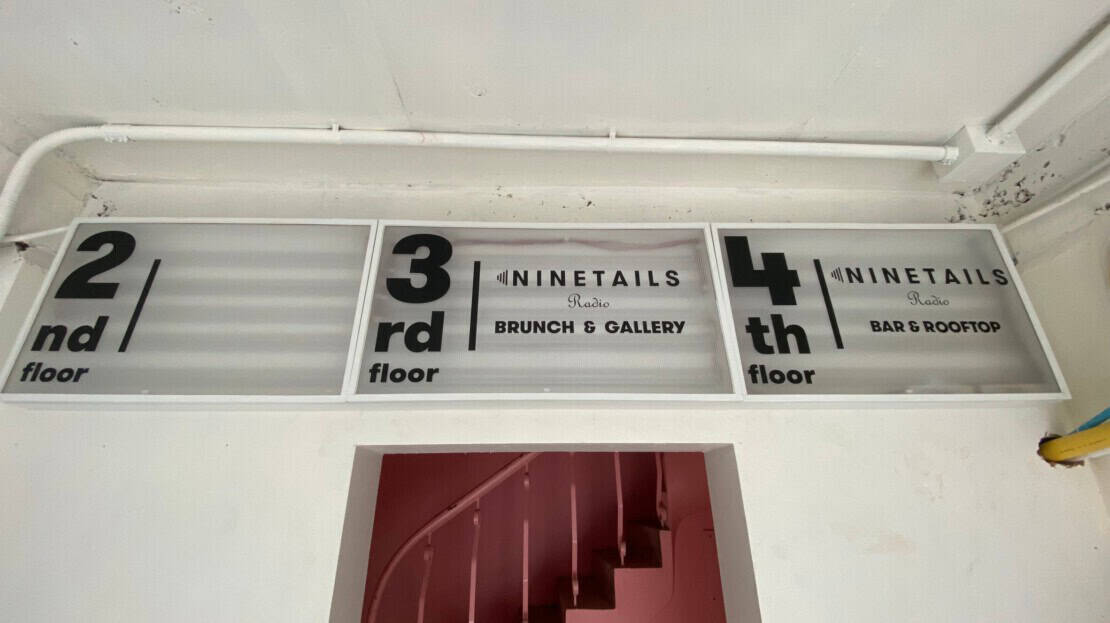 2
nd
floor
3
rd
floor
NINETAILS
Radio
BRUNCH & GALLERY
4
th
floor
NINETAILS
Radio
BAR & ROOFTOP